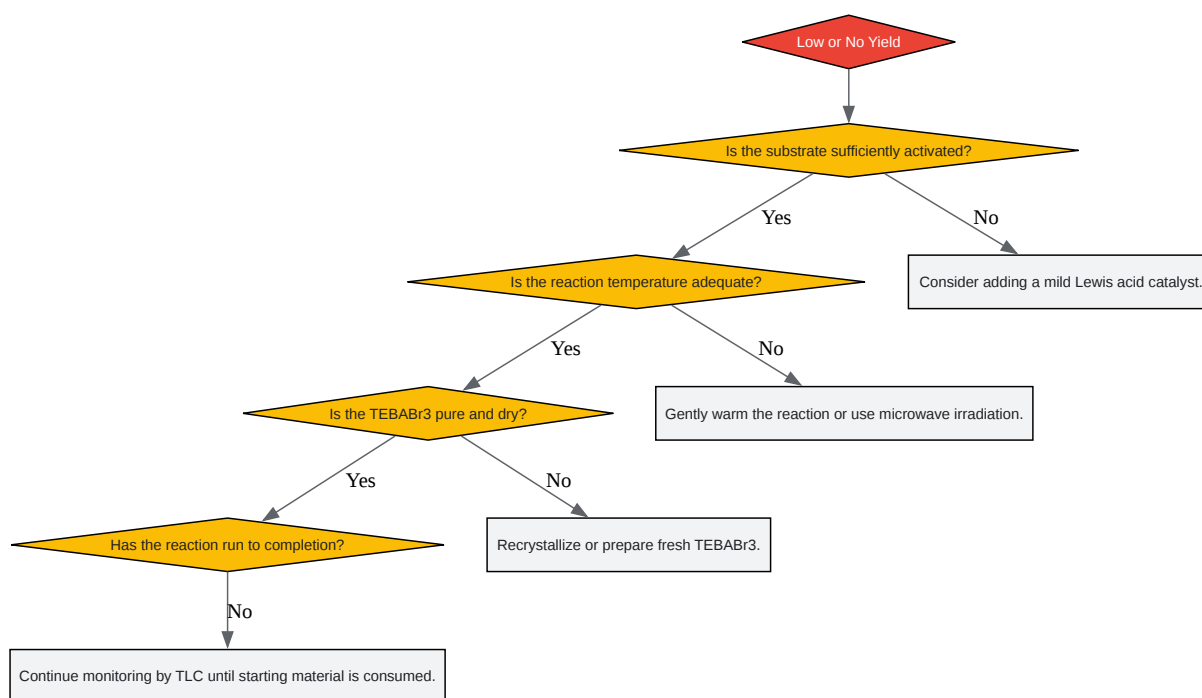 Low or No Yield
Is the substrate sufficiently activated?
Yes
No
Is the reaction temperature adequate?
Consider adding a mild Lewis acid catalyst.
Yes
No
Is the TEBABr3 pure and dry?
Gently warm the reaction or use microwave irradiation.
Yes
No
Has the reaction run to completion?
Recrystallize or prepare fresh TEBABr3.
No
Continue monitoring by TLC until starting material is consumed.